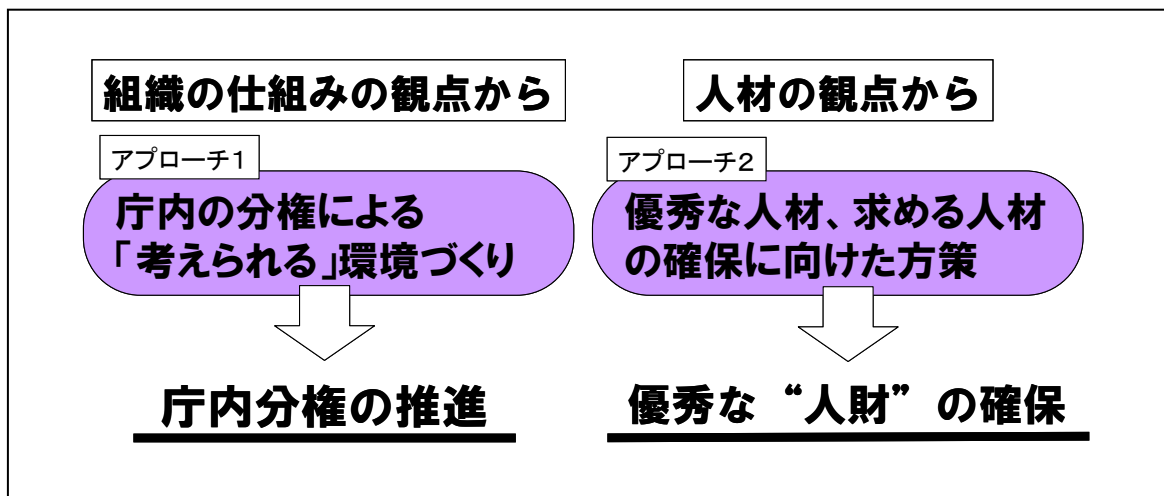 組織の仕組みの観点から
アプローチ1
庁内の分権による
「考えられる」環境づくり
庁内分権の推進
人材の観点から
アプローチ2
優秀な人材、求める人材
の確保に向けた方策
優秀な“人財”の確保